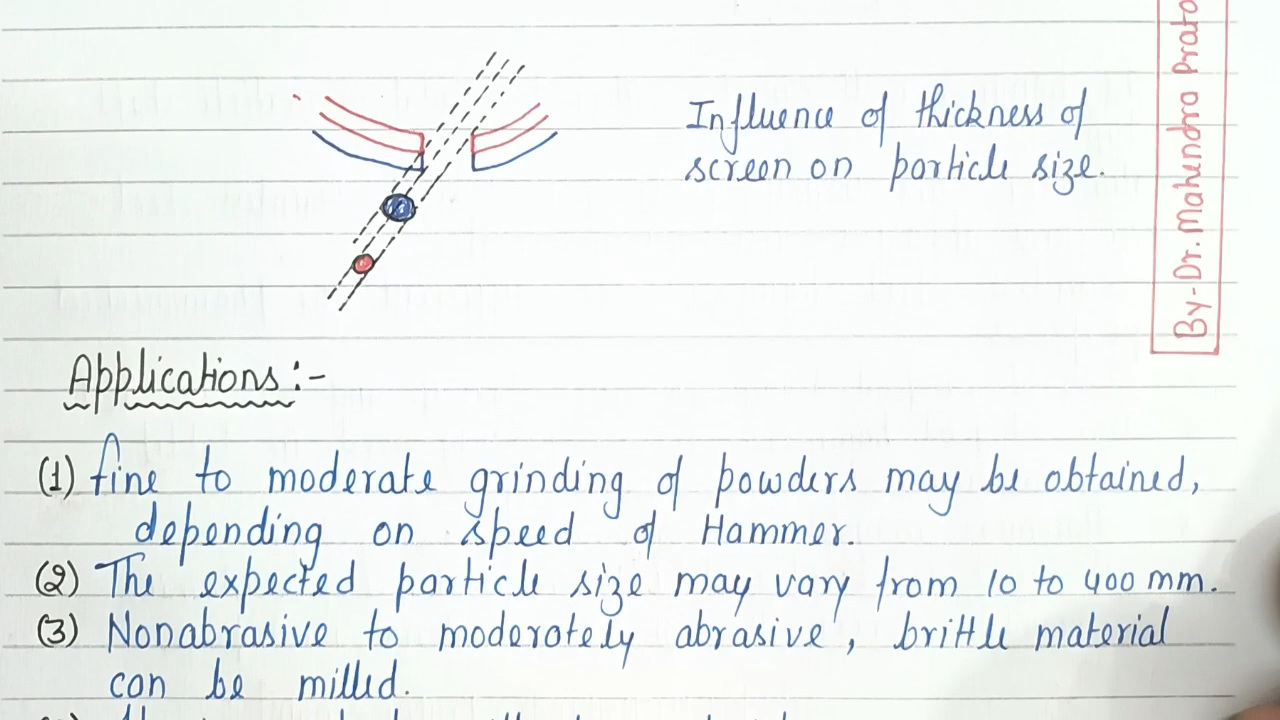 Influence of thickness of
screen on particle size.
By-Dr. Mahendra
Applications:-
(1) fine to moderate grinding of powders may be obtained,
depending on speed of Hammer.
(2) The expected particle size may vary from 10 to 400 mm.
(3) Nonabrasive to moderately abrasive, brittle material
can be milled.